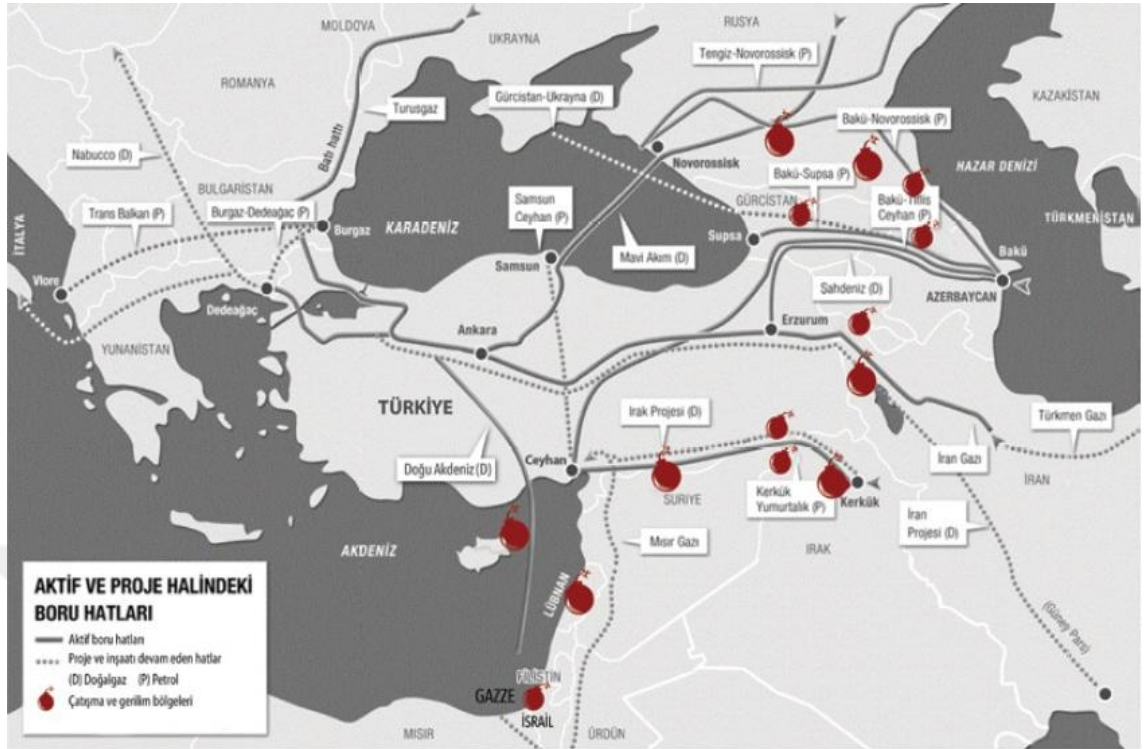 MOLDOVA
RUSYA
UKRAYNA
Tengiz-Novorossisk (P)
ROMANYA
Gürcistan-Ukrayna (D)
KAZAKİSTAN
Turusgaz
Bakü-Novorossisk (P)
Batı hattı
Nabucco (D)
Novorossisk
HAZAR DENİZİ
Bakü-Supsa (P)
BULGARİSTAN
Samsun
Ceyhan (P)
GÜRCİSTAN
Bakü-Tiflis
Ceyhan (P)
Trans Balkan (P)
Burgaz-Dedeağaç (P)
TÜRKMENİSTAN
İTALYA
Burgaz
KARADENİZ
Supsa
Mavi Akım (D)
Bakü
Samsun
Vlore
Sahdeniz (D)
AZERBAYCAN
Dedeağaç
Ankara
Erzurum
YUNANİSTAN
TÜRKİYE
Irak Projesi (D)
Türkmen Gazı
Doğu Akdeniz (D)
Ceyhan
İran Gazı
İRAN
SURIYE
Kerkük
Yumurtalık (P)
Kerkük
İran
Projesi (D)
Mısır Gazı
IRAK
AKDENİZ
LÜBNAN
(Güneş Pars)
AKTİF VE PROJE HALİNDEKİ
BORU HATLARI
Aktif boru hatları
Proje ve inşaatı devam eden hatlar
(D) Doğalgaz (P) Petrol
Çatışma ve gerilim bölgeleri
FİLİSTİN
GAZZE
İSRAİL
MISIR
ÜRDÜN